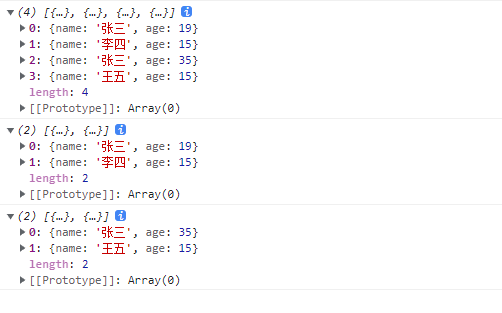 (4) [{…}, {…}, {…}, {…}] i
0: {name: '张三', age: 19}
1: {name: '李四', age: 15}
2: {name: '张三', age: 35}
3: {name: '王五', age: 15}
length: 4
[[Prototype]]: Array(0)
(2) [{…}, {…}] i
0: {name: '张三', age: 19}
1: {name: '李四', age: 15}
length: 2
[[Prototype]]: Array(0)
(2) [{…}, {…}] i
0: {name: '张三', age: 35}
1: {name: '王五', age: 15}
length: 2
[[Prototype]]: Array(0)